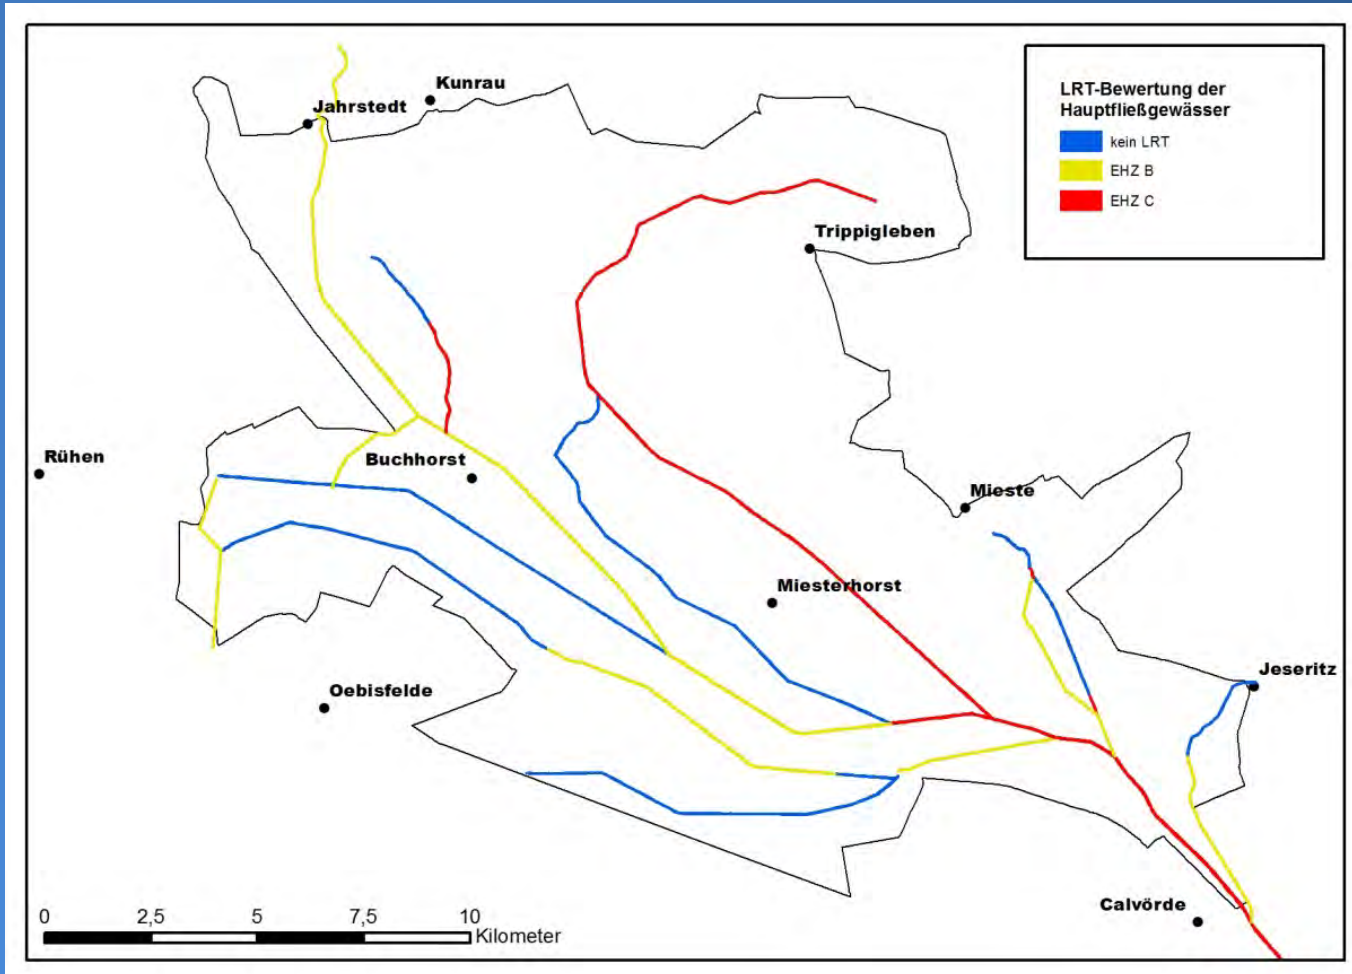 Kunrau
Jahrstedt
LRT-Bewertung der
Hauptfließgewässer
kein LRT
EHZ B
EHZ C
Trippigleben
Rühen
Buchhorst
Mieste
Miesterhorst
Jeseritz
Oebisfelde
Calvörde
0 2,5 5 7,5 10
Kilometer